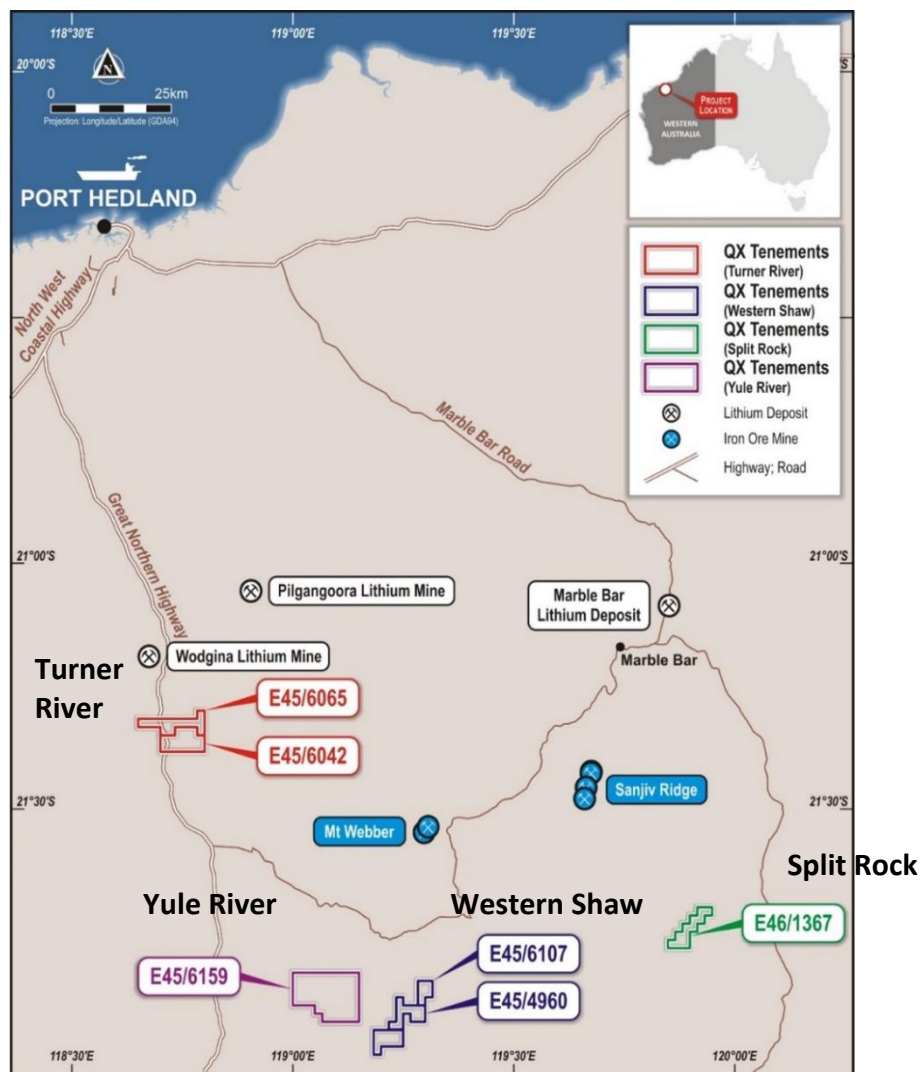 118°30'E
119°00'E
119°30'E
20°00'S
N
0 25km
Projection: Longitude/Latitude (GDA94)
PORT HEDLAND
North West
Coastal Highway
PROJECT
LOCATION
WESTERN
AUSTRALIA
QX Tenements
(Turner River)
QX Tenements
(Western Shaw)
QX Tenements
(Split Rock)
QX Tenements
(Yule River)
Lithium Deposit
Iron Ore Mine
Highway; Road
Marble Bar Road
Great Northern Highway
21°00'S
21°00'S
Pilgangoora Lithium Mine
Marble Bar
Lithium Deposit
Wodgina Lithium Mine
Marble Bar
Turner
River
E45/6065
E45/6042
Sanjiv Ridge
21°30'S
21°30'S
Mt Webber
Split Rock
Yule River
Western Shaw
E46/1367
E45/6107
E45/6159
E45/4960
118°30'E
119°00'E
119°30'E
120°00'E